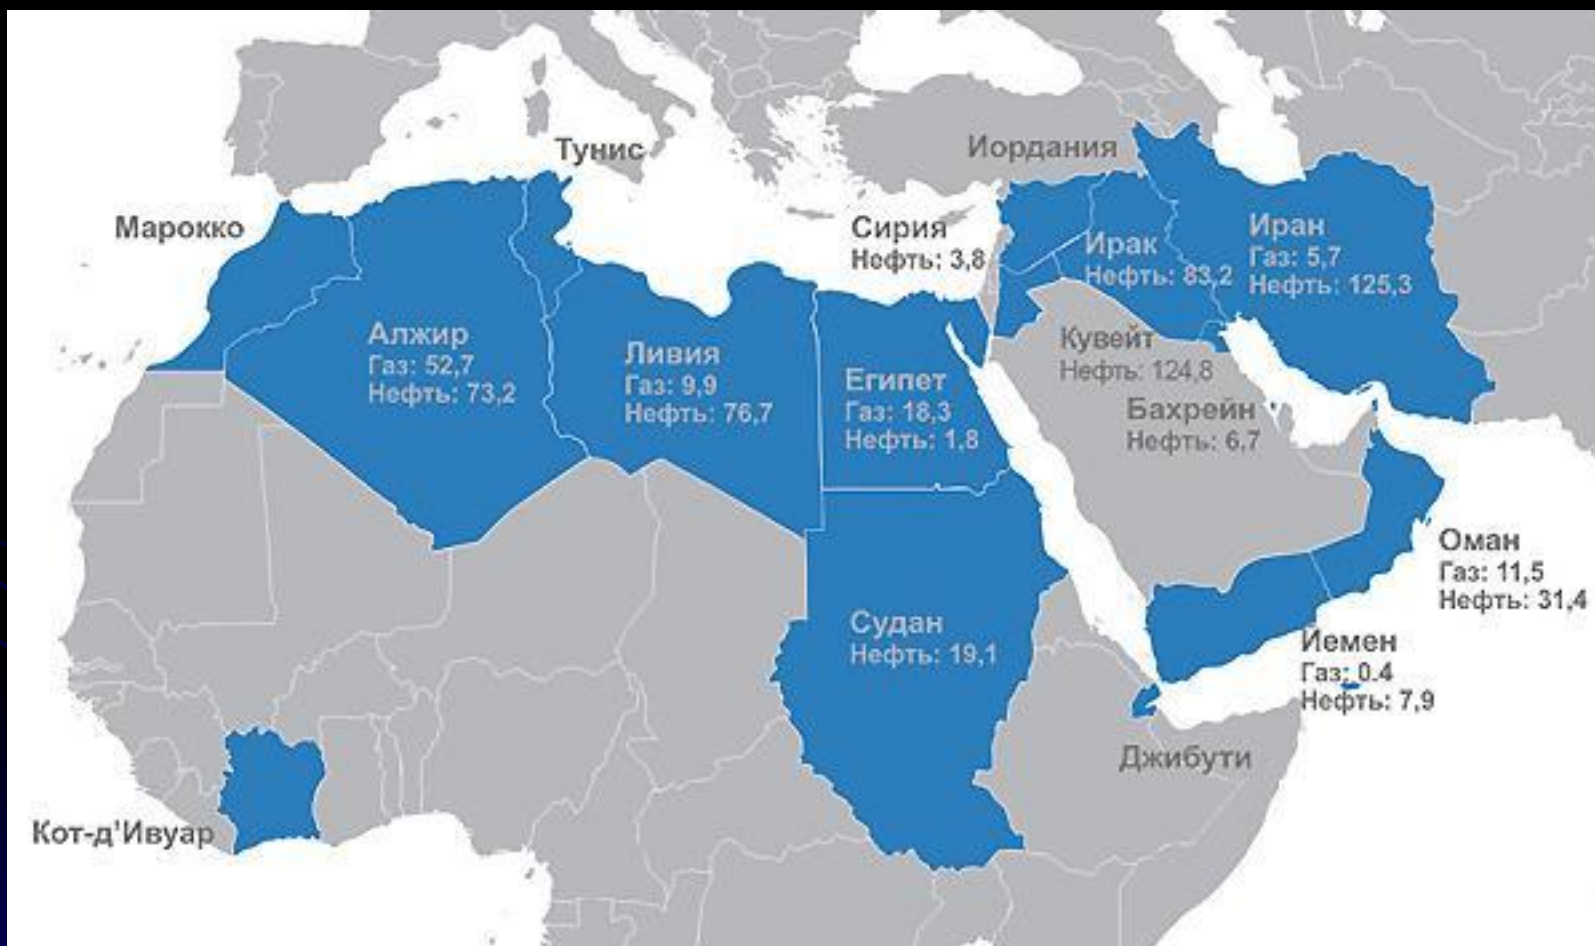 Тунис
Марокко
Иордания
Сирия
Нефть: 3,8
Ирак
Нефть: 83,2
Иран
Газ: 5,7
Нефть: 125,3
Алжир
Газ: 52,7
Нефть: 73,2
Ливия
Газ: 9,9
Нефть: 76,7
Египет
Газ: 18,3
Нефть: 1,8
Кувейт
Нефть: 124,8
Бахрейн
Нефть: 6,7
Оман
Газ: 11,5
Нефть: 31,4
Судан
Нефть: 19,1
Йемен
Газ: 0.4
Нефть: 7,9
Джибути
Кот-д'Ивуар